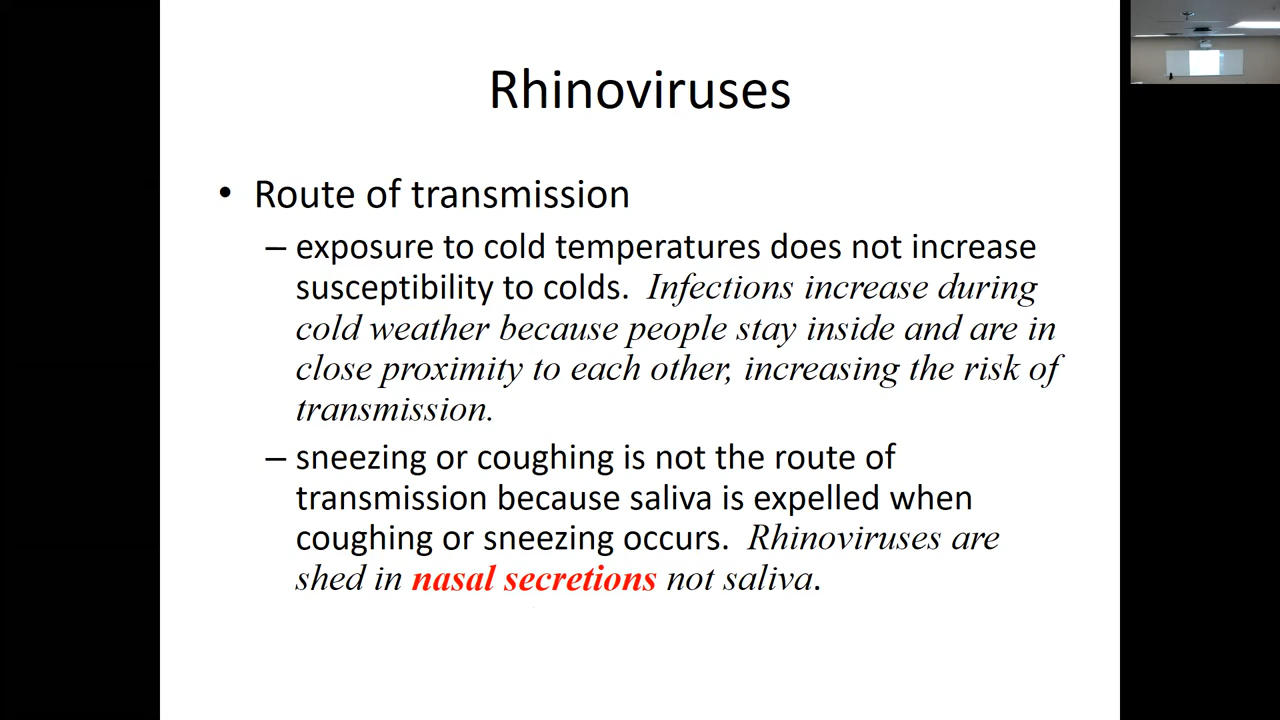 Rhinoviruses
• Route of transmission
– exposure to cold temperatures does not increase
susceptibility to colds. Infections increase during
cold weather because people stay inside and are in
close proximity to each other, increasing the risk of
transmission.
– sneezing or coughing is not the route of
transmission because saliva is expelled when
coughing or sneezing occurs. Rhinoviruses are
shed in nasal secretions not saliva.